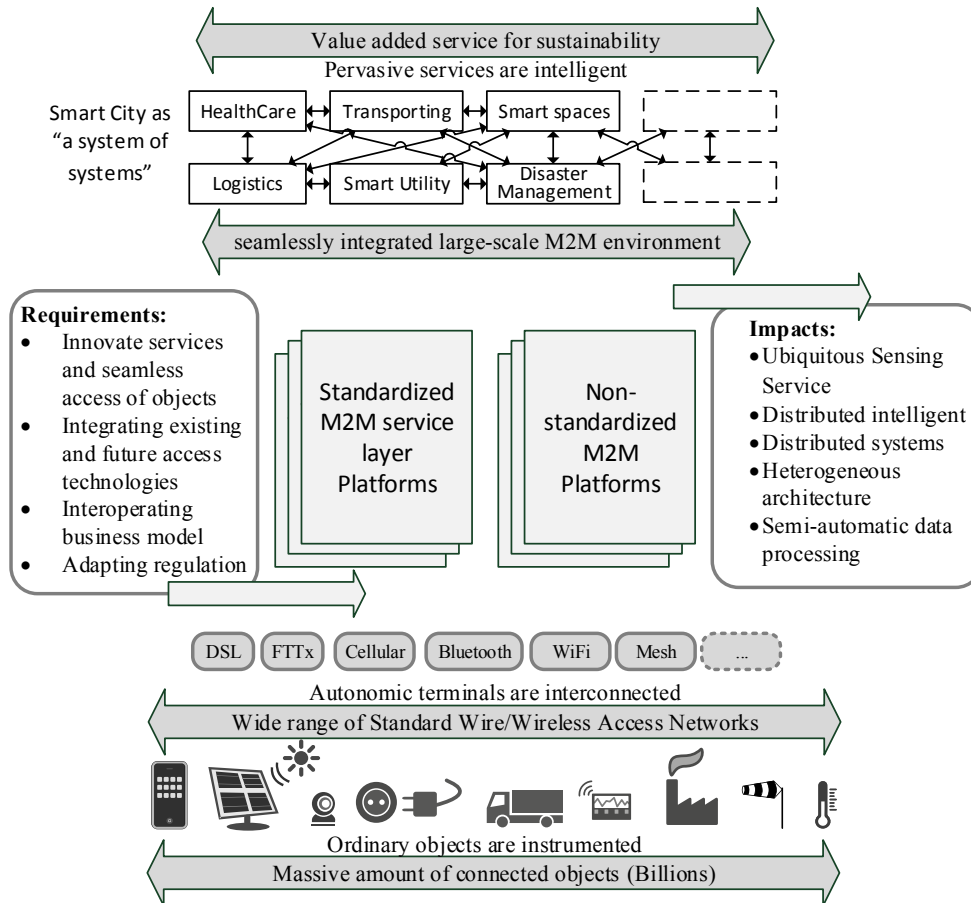 Value added service for sustainability
Pervasive services are intelligent
Smart City as
“a system of
systems”
HealthCare
Transporting
Smart spaces
Logistics
Smart Utility
Disaster
Management
seamlessly integrated large-scale M2M environment
Requirements:
• Innovate services
and seamless
access of objects
• Integrating existing
and future access
technologies
• Interoperating
business model
• Adapting regulation
Standardized
M2M service
layer
Platforms
Non-
standardized
M2M
Platforms
Impacts:
• Ubiquitous Sensing
Service
• Distributed intelligent
• Distributed systems
• Heterogeneous
architecture
• Semi-automatic data
processing
DSL
FTTx
Cellular
Bluetooth
WiFi
Mesh
...
Autonomic terminals are interconnected
Wide range of Standard Wire/Wireless Access Networks
Ordinary objects are instrumented
Massive amount of connected objects (Billions)